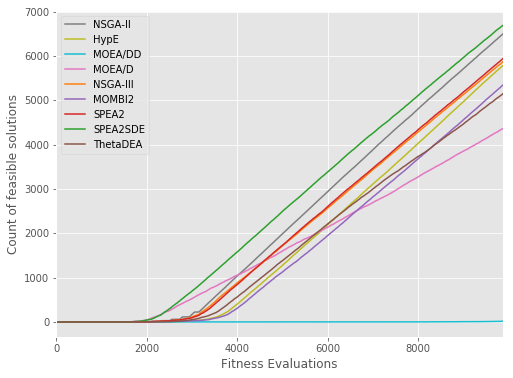 7000
6000
5000
4000
3000
2000
1000
0
Count of feasible solutions
NSGA-II
HypE
MOEA/DD
MOEA/D
NSGA-III
MOMBI2
SPEA2
SPEA2SDE
ThetaDEA
0 2000 4000 6000 8000
Fitness Evaluations